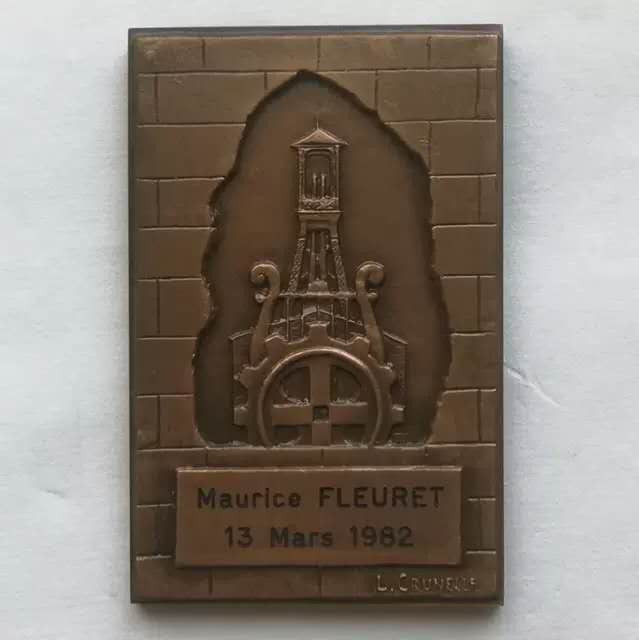 Maurice FLEURET
13 Mars 1982
L. CRUNELLE